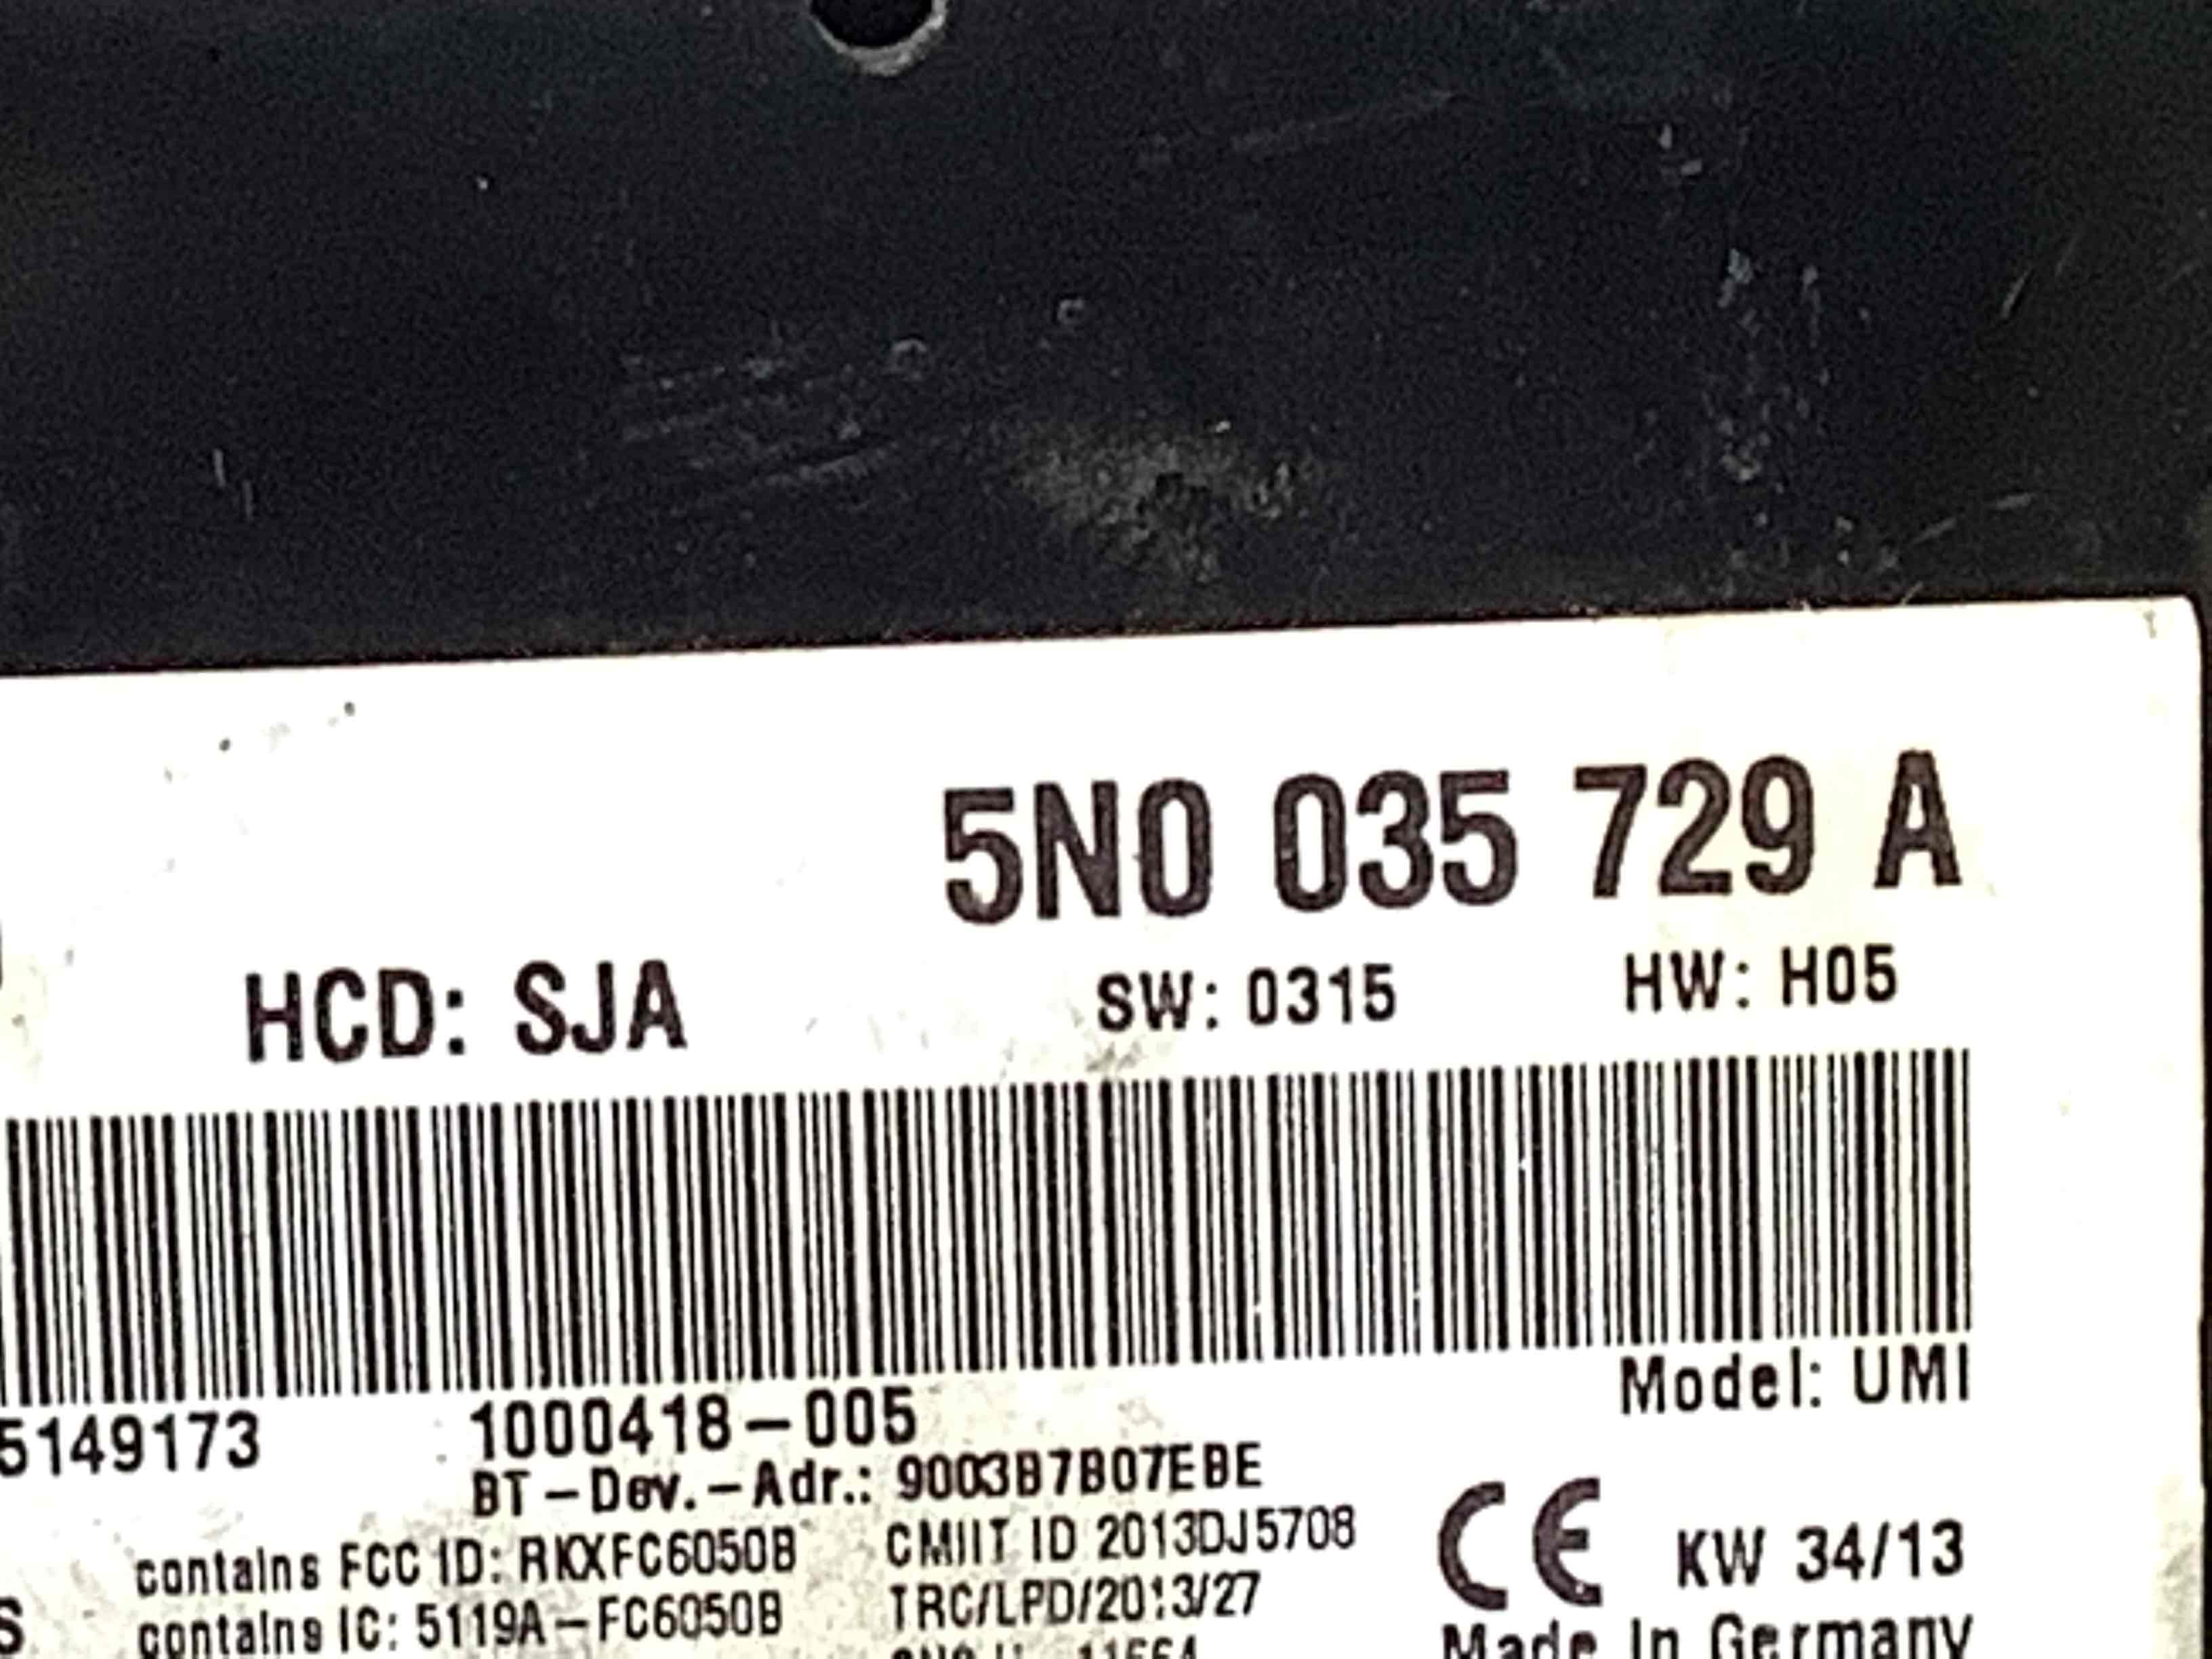 5N0 035 729 A
HCD: SJA SW: 0315 HW: H05
Model: UMI
5149173 1000418-005
BT-Dev.-Adr.: 9003B7B07EBE
contains FCC ID: RKXFC6050B CMIIT ID 2013DJ5708
CE KW 34/13
contains IC: 5119A-FC6050B TRC/LPD/2013/27
Made In Germany